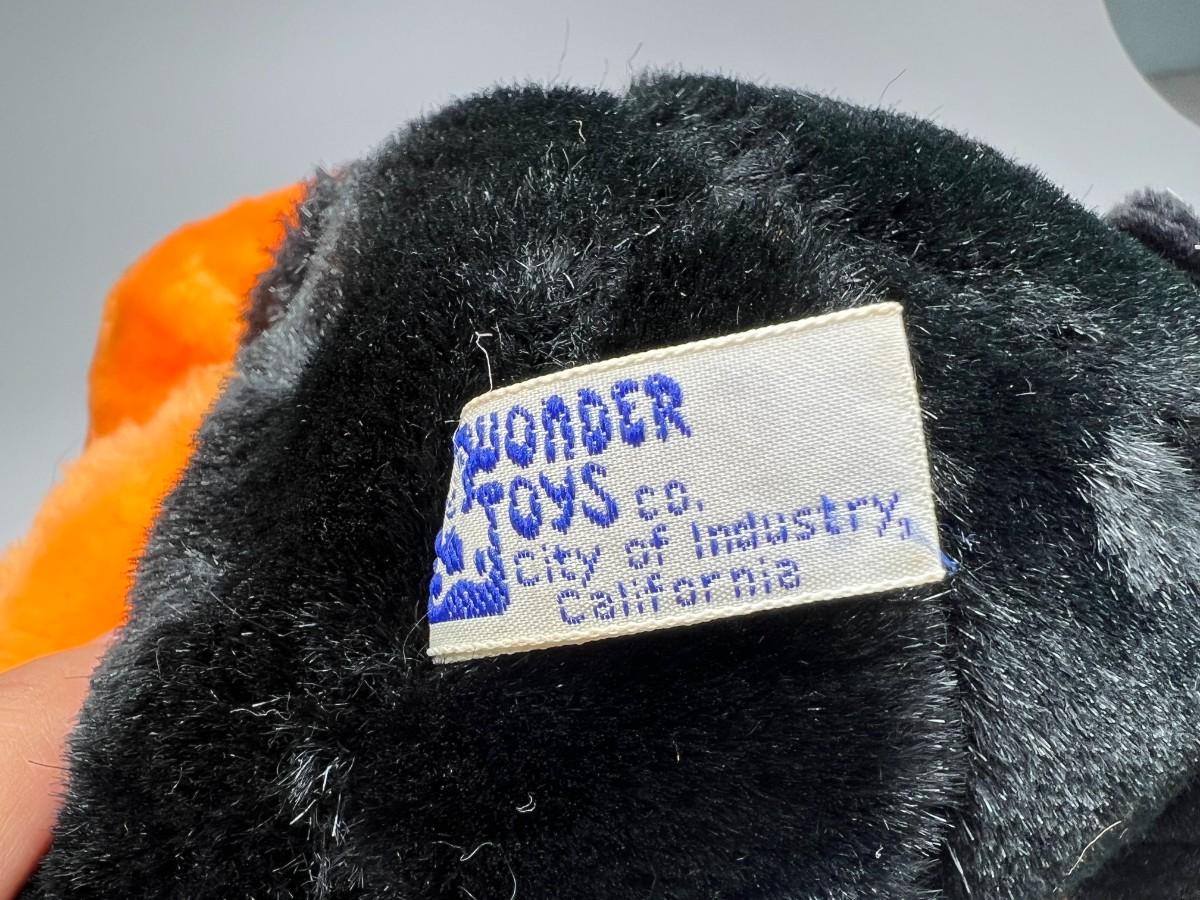 WONDER
TOYS CO.
City of Industry,
California